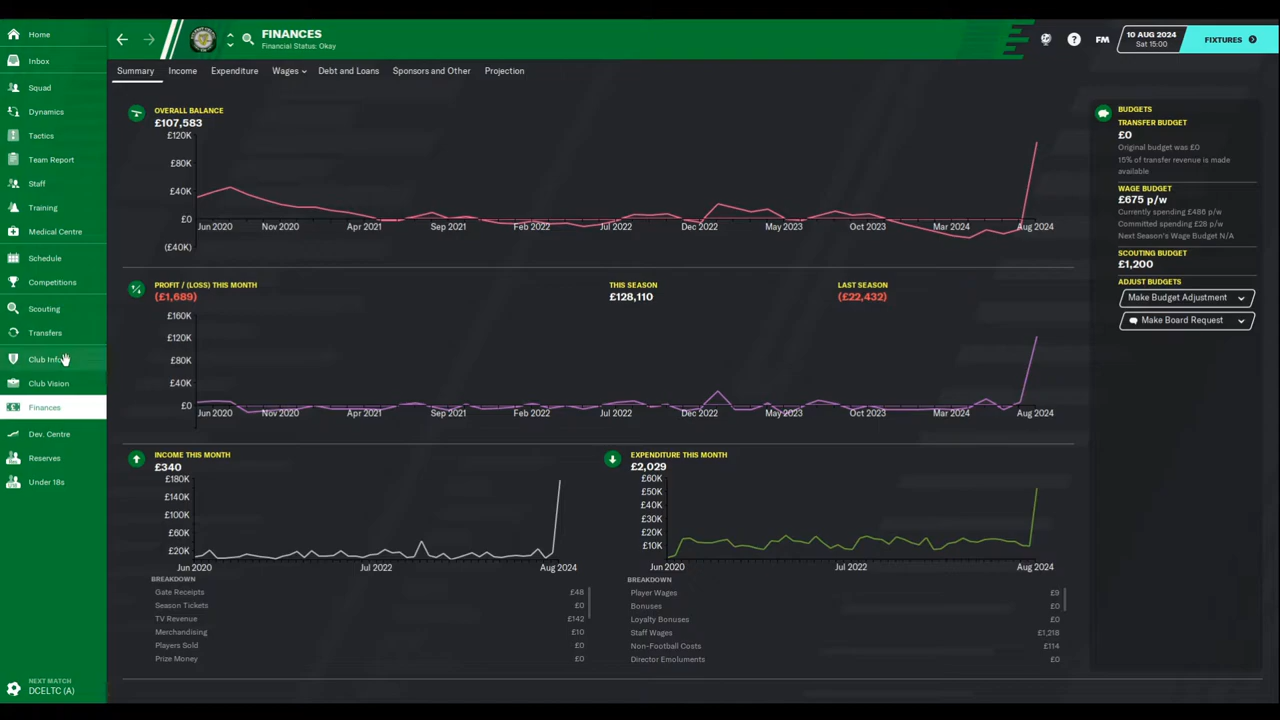 Home
Inbox
Squad
Dynamics
Tactics
Team Report
Staff
Training
Medical Centre
Schedule
Competitions
Scouting
Transfers
Club Info
Club Vision
Finances
Dev. Centre
Reserves
Under 18s
NEXT MATCH
DCELTC (A)
FINANCES
Financial Status: Okay
FM
10 AUG 2024
Sat 15:00
FIXTURES
Summary Income Expenditure Wages Debt and Loans Sponsors and Other Projection
OVERALL BALANCE
£107,583
£120K
£80K
£40K
£0
(£40K)
Jun 2020 Nov 2020 Apr 2021 Sep 2021 Feb 2022 Jul 2022 Dec 2022 May 2023 Oct 2023 Mar 2024 Aug 2024
PROFIT / (LOSS) THIS MONTH
(£1,689)
THIS SEASON
£128,110
LAST SEASON
(£22,432)
£160K
£120K
£80K
£40K
£0
Jun 2020 Nov 2020 Apr 2021 Sep 2021 Feb 2022 Jul 2022 Dec 2022 May 2023 Oct 2023 Mar 2024 Aug 2024
INCOME THIS MONTH
£340
£180K
£140K
£100K
£60K
£20K
Jun 2020 Jul 2022 Aug 2024
BREAKDOWN
Gate Receipts £48
Season Tickets £0
TV Revenue £142
Merchandising £10
Players Sold £0
Prize Money £0
EXPENDITURE THIS MONTH
£2,029
£60K
£50K
£40K
£30K
£20K
£10K
Jun 2020 Jul 2022 Aug 2024
BREAKDOWN
Player Wages £9
Bonuses £0
Loyalty Bonuses £0
Staff Wages £1,218
Non-Football Costs £114
Director Emoluments £0
BUDGETS
TRANSFER BUDGET
£0
Original budget was £0
15% of transfer revenue is made
available
WAGE BUDGET
£675 p/w
Currently spending £486 p/w
Committed spending £26 p/w
Next Season's Wage Budget N/A
SCOUTING BUDGET
£1,200
ADJUST BUDGETS
Make Budget Adjustment
Make Board Request